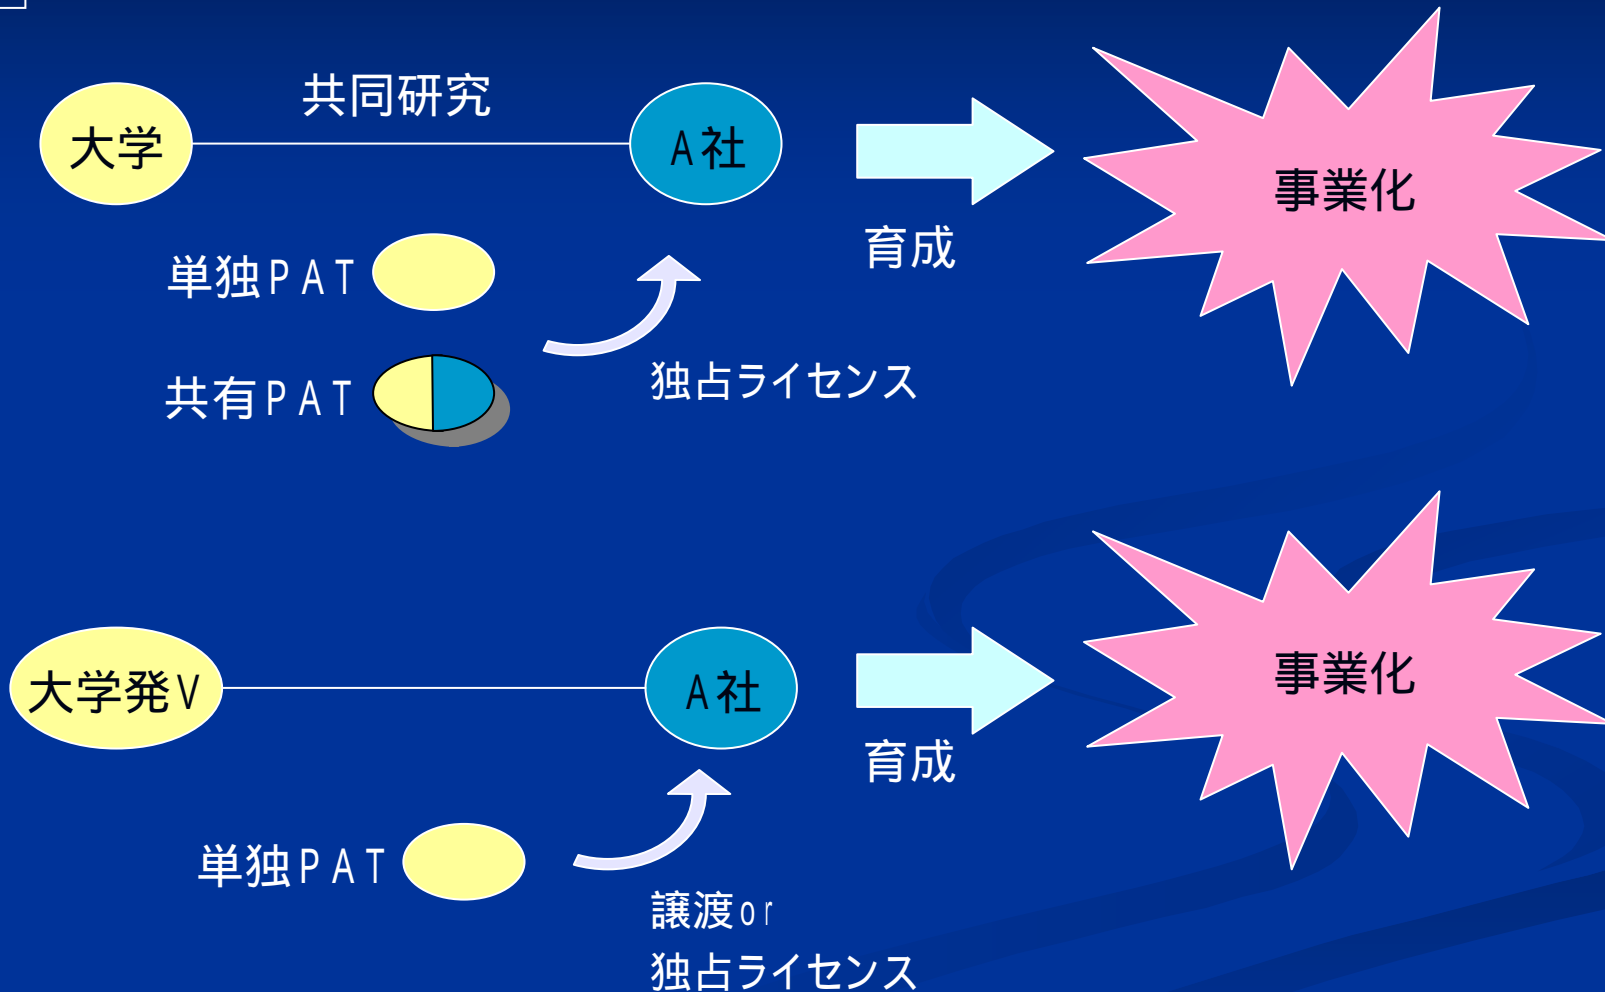 共同研究
大学
A社
事業化
育成
単独PAT
共有PAT
独占ライセンス
大学発V
A社
事業化
育成
単独PAT
譲渡or
独占ライセンス